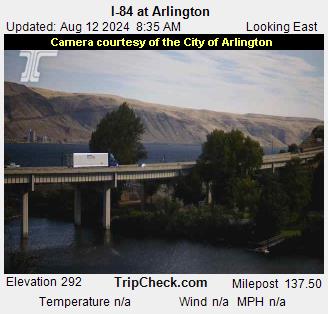 I-84 at Arlington
Updated: Aug 12 2024 8:35 AM Looking East
Camera courtesy of the City of Arlington
Elevation 292 TripCheck.com Milepost 137.50
Temperature n/a Wind n/a MPH n/a